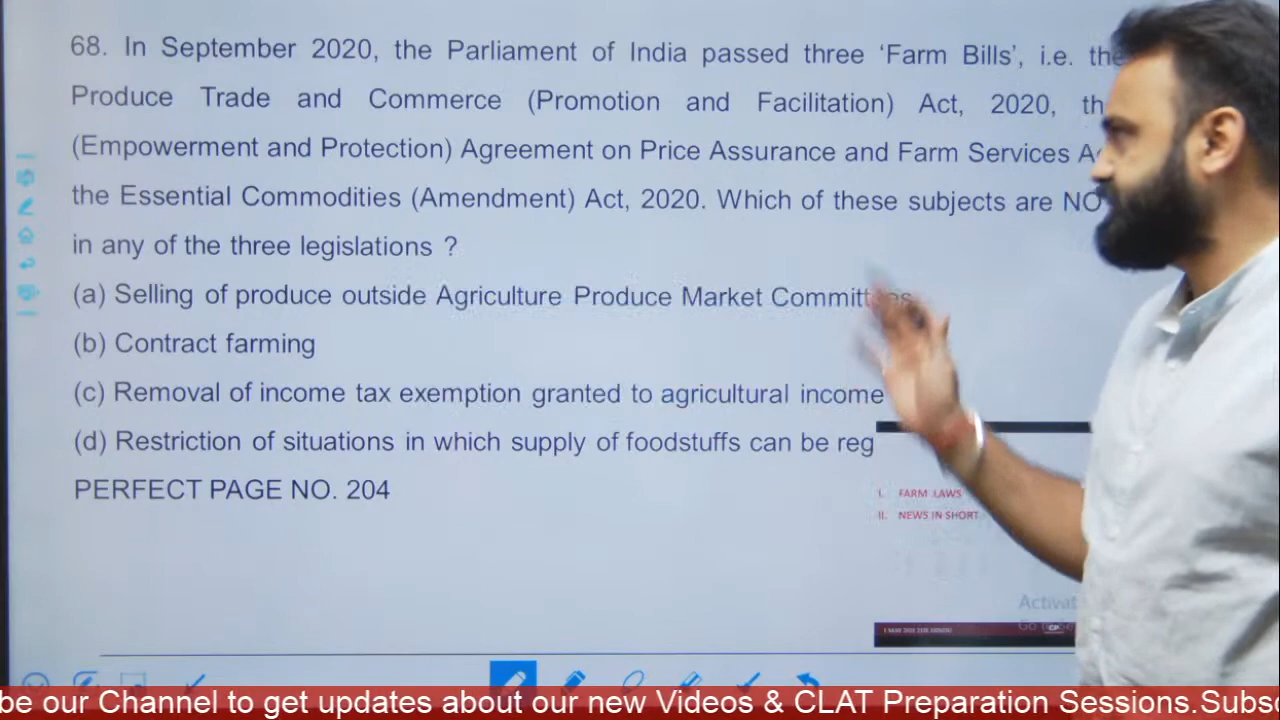 68. In September 2020, the Parliament of India passed three ‘Farm Bills’, i.e. the
Produce Trade and Commerce (Promotion and Facilitation) Act, 2020,
(Empowerment and Protection) Agreement on Price Assurance and Farm Services
the Essential Commodities (Amendment) Act, 2020. Which of these subjects are
in any of the three legislations ?
(a) Selling of produce outside Agriculture Produce Market Committees
(b) Contract farming
(c) Removal of income tax exemption granted to agricultural income
(d) Restriction of situations in which supply of foodstuffs can be reg
PERFECT PAGE NO. 204
I. FARM LAWS
II. NEWS IN SHORT
be our Channel to get updates about our new Videos & CLAT Preparation Sessions.Subs